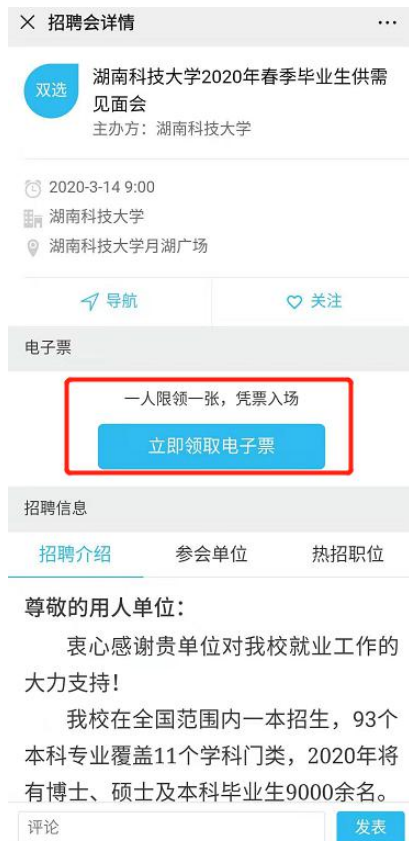 招聘会详情
双选
湖南科技大学2020年春季毕业生供需
见面会
主办方：湖南科技大学
2020-3-14 9:00
湖南科技大学
湖南科技大学月湖广场
导航
关注
电子票
一人限领一张，凭票入场
立即领取电子票
招聘信息
招聘介绍 参会单位 热招职位
尊敬的用人单位：
衷心感谢贵单位对我校就业工作的
大力支持！
我校在全国范围内一本招生，93个
本科专业覆盖11个学科门类，2020年将
有博士、硕士及本科毕业生9000余名。
评论
发表